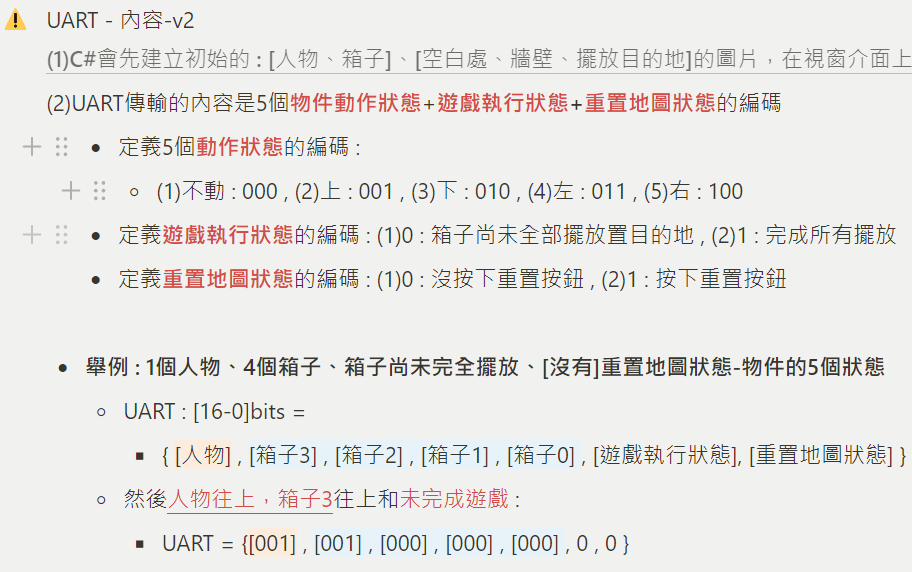 UART - 內容-v2
(1)C#會先建立初始的 : [人物、箱子]、[空白處、牆壁、擺放目的地]的圖片，在視窗介面上
(2)UART傳輸的內容是5個物件動作狀態+遊戲執行狀態+重置地圖狀態的編碼
定義5個動作狀態的編碼 :
(1)不動 : 000 , (2)上 : 001 , (3)下 : 010 , (4)左 : 011 , (5)右 : 100
定義遊戲執行狀態的編碼 : (1)0 : 箱子尚未全部擺放置目的地 , (2)1 : 完成所有擺放
定義重置地圖狀態的編碼 : (1)0 : 沒按下重置按鈕 , (2)1 : 按下重置按鈕
舉例 : 1個人物、4個箱子、箱子尚未完全擺放、[沒有]重置地圖狀態-物件的5個狀態
UART : [16-0]bits =
{ [人物] , [箱子3] , [箱子2] , [箱子1] , [箱子0] , [遊戲執行狀態], [重置地圖狀態] }
然後人物往上，箱子3往上和未完成遊戲 :
UART = {[001] , [001] , [000] , [000] , [000] , 0 , 0 }